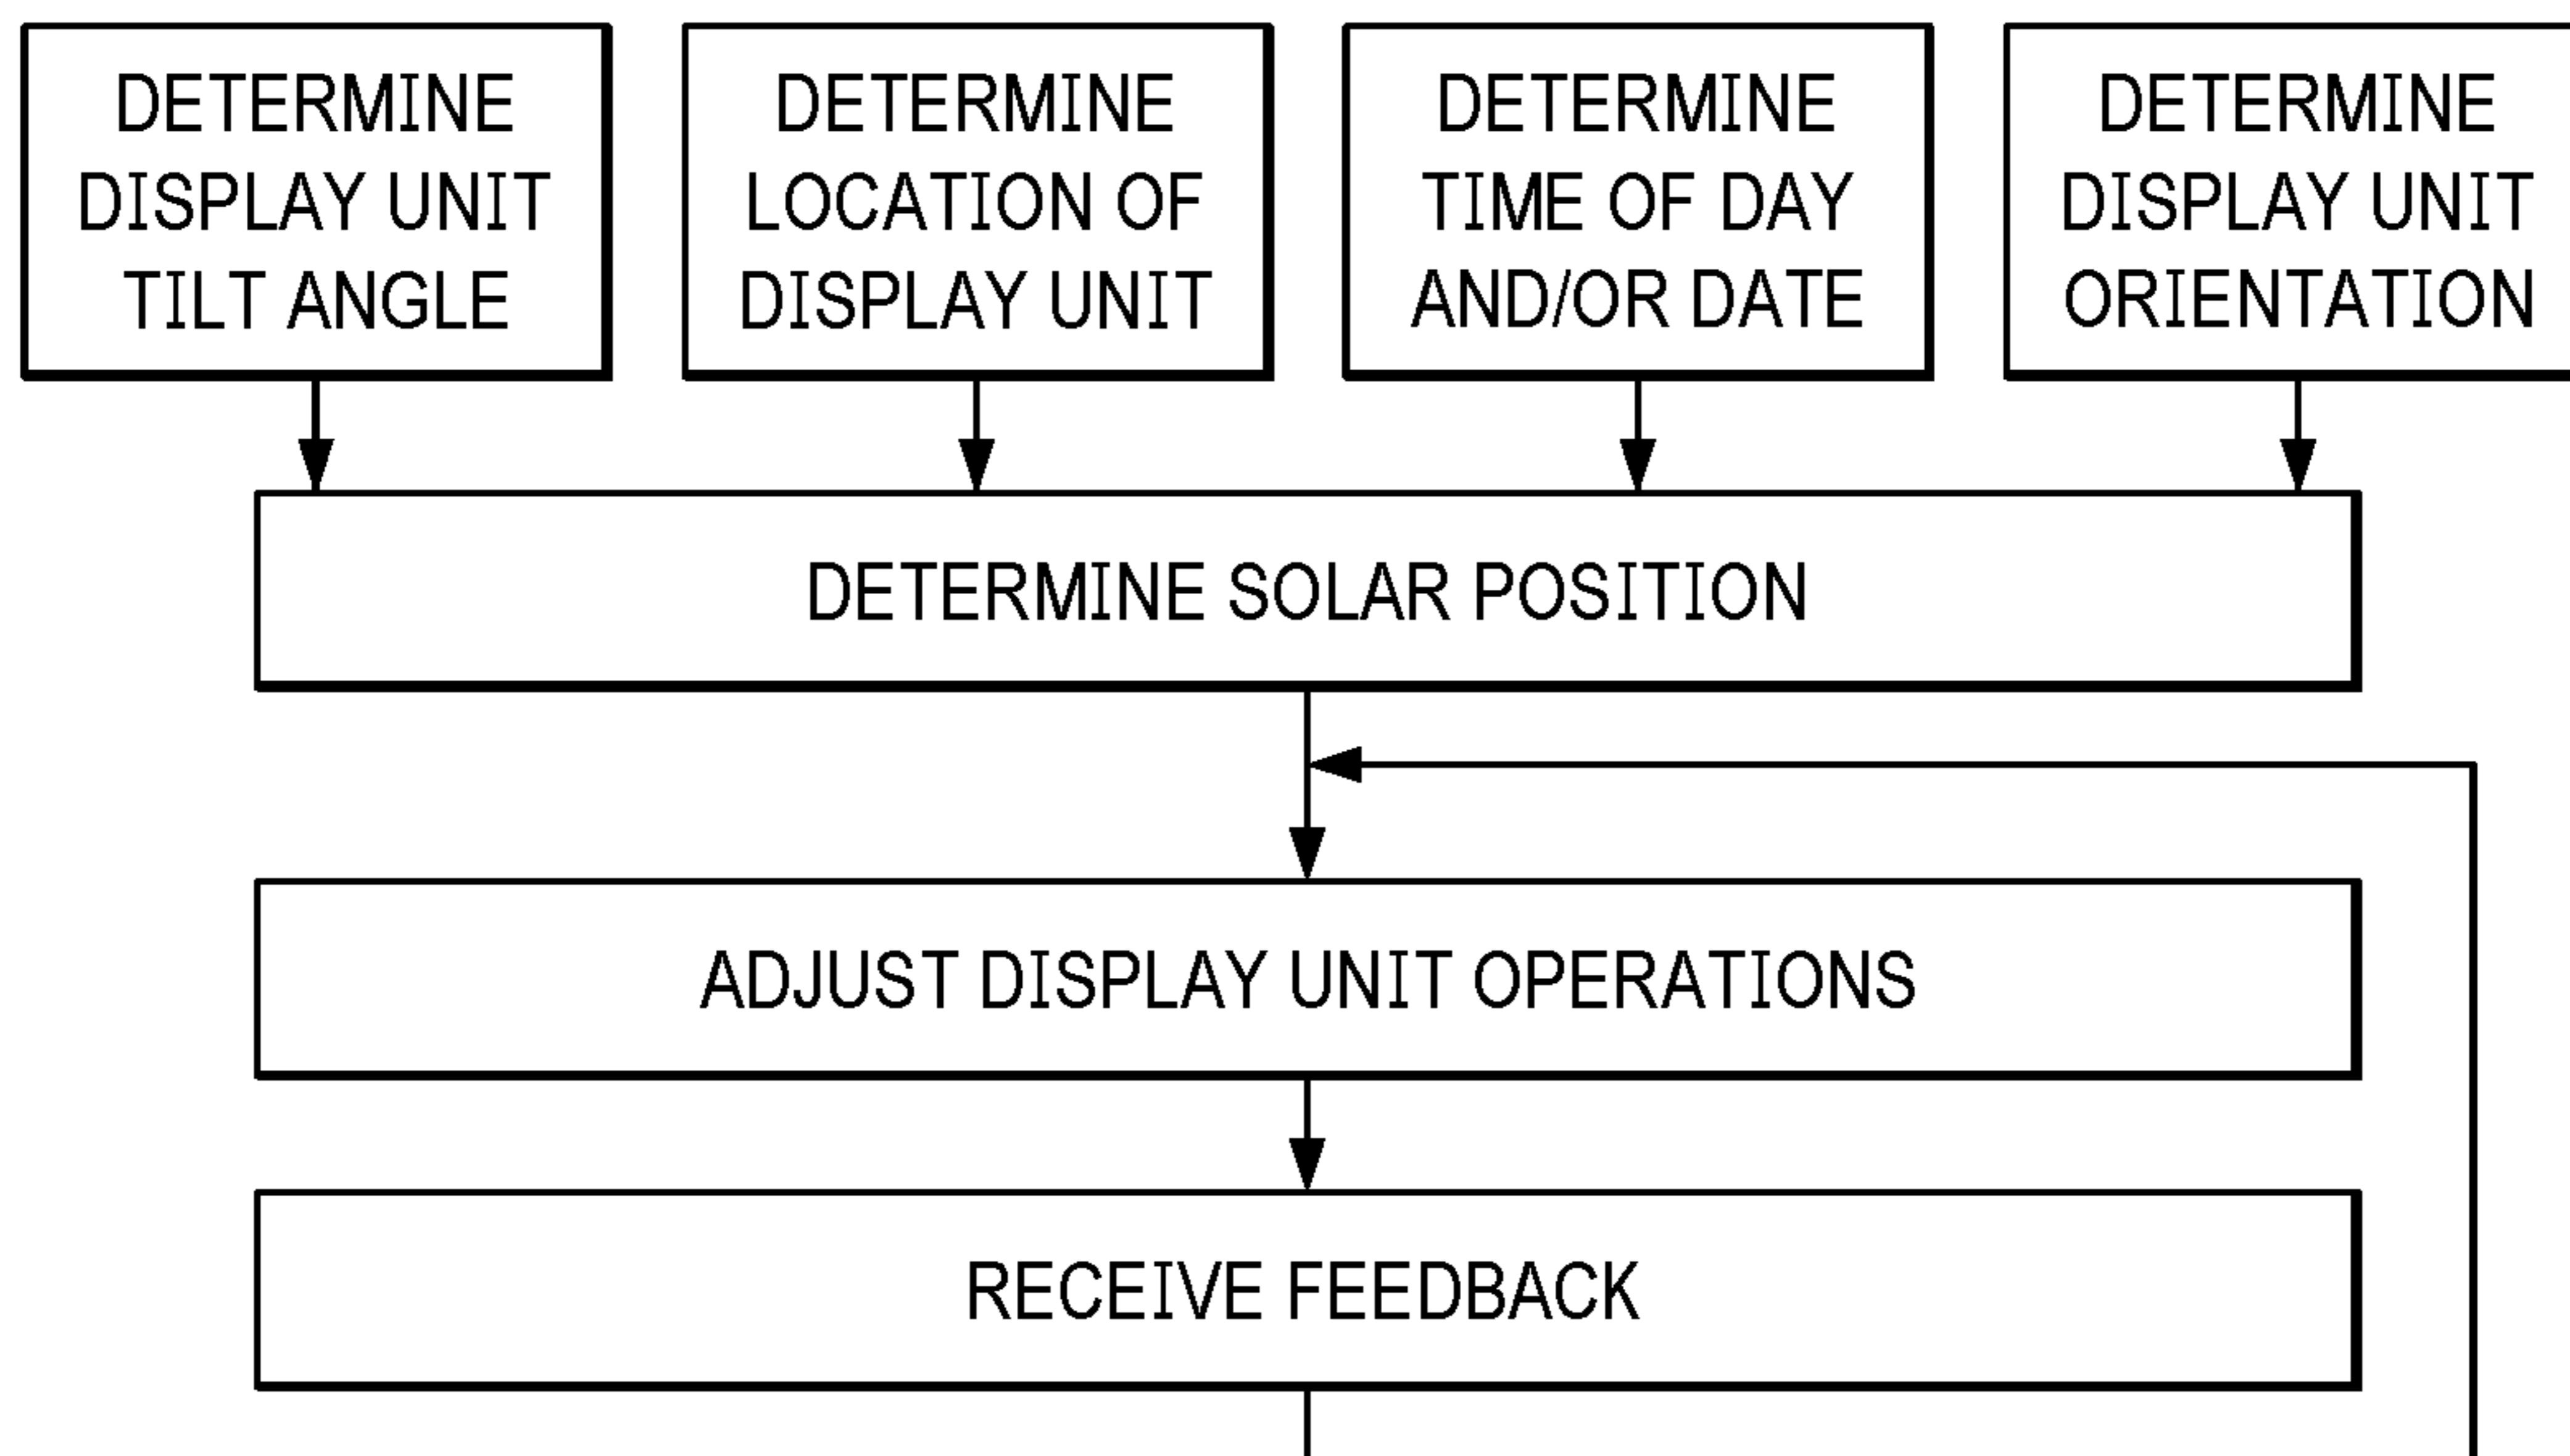 DETERMINE
DISPLAY UNIT
TILT ANGLE
DETERMINE
LOCATION OF
DISPLAY UNIT
DETERMINE
TIME OF DAY
AND/OR DATE
DETERMINE
DISPLAY UNIT
ORIENTATION
DETERMINE SOLAR POSITION
ADJUST DISPLAY UNIT OPERATIONS
RECEIVE FEEDBACK